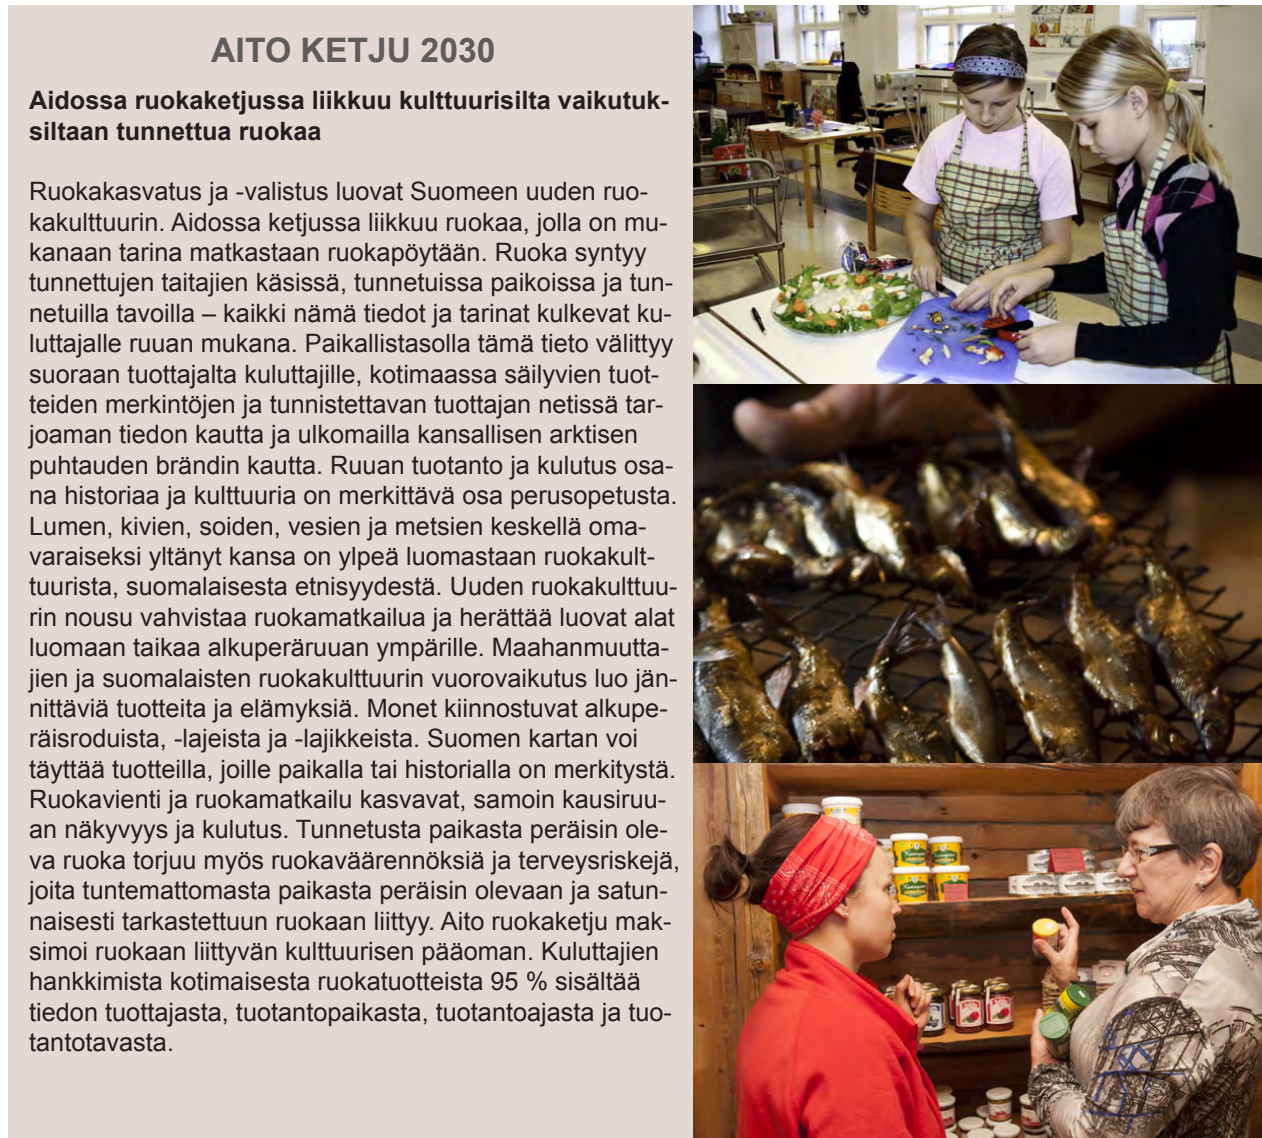 AITO KETJU 2030
Aidossa ruokaketjussa liikkuu kulttuurisilta vaikutuk-
siltaan tunnettua ruokaa
Ruokakasvatus ja -valistus luovat Suomeen uuden ruo-
kakulttuurin. Aidossa ketjussa liikkuu ruokaa, jolla on mu-
kanaan tarina matkastaan ruokapöytään. Ruoka syntyy
tunnettujen taitajien käsissä, tunnetuissa paikoissa ja tun-
netuilla tavoilla – kaikki nämä tiedot ja tarinat kulkevat ku-
luttajalle ruuan mukana. Paikallistasolla tämä tieto välittyy
suoraan tuottajalta kuluttajille, kotimaassa säilyvien tuot-
teiden merkintöjen ja tunnistettavan tuottajan netissä tar-
joaman tiedon kautta ja ulkomailla kansallisen arktisen
puhtauden brändin kautta. Ruuan tuotanto ja kulutus osa-
na historiaa ja kulttuuria on merkittävä osa perusopetusta.
Lumen, kivien, soiden, vesien ja metsien keskellä oma-
varaiseksi yltänyt kansa on ylpeä luomastaan ruokakult-
tuurista, suomalaisesta etnisyydestä. Uuden ruokakulttuu-
rin nousu vahvistaa ruokamatkailua ja herättää luovat alat
luomaan taikaa alkuperäruuan ympärille. Maahanmuutta-
jien ja suomalaisten ruokakulttuurin vuorovaikutus luo jän-
nittäviä tuotteita ja elämyksiä. Monet kiinnostuvat alkupe-
räisroduista, -lajeista ja -lajikkeista. Suomen kartan voi
täyttää tuotteilla, joille paikalla tai historialla on merkitystä.
Ruokavienti ja ruokamatkailu kasvavat, samoin kausiruu-
an näkyvyys ja kulutus. Tunnetusta paikasta peräisin ole-
va ruoka torjuu myös ruokaväärennöksiä ja terveysriskejä,
joita tuntemattomasta paikasta peräisin olevaan ja satun-
naisesti tarkastettuun ruokaan liittyy. Aito ruokaketju mak-
simoi ruokaan liittyvän kulttuurisen pääoman. Kuluttajien
hankkimista kotimaisesta ruokatuotteista 95 % sisältää
tiedon tuottajasta, tuotantopaikasta, tuotantoajasta ja tuo-
tantotavasta.